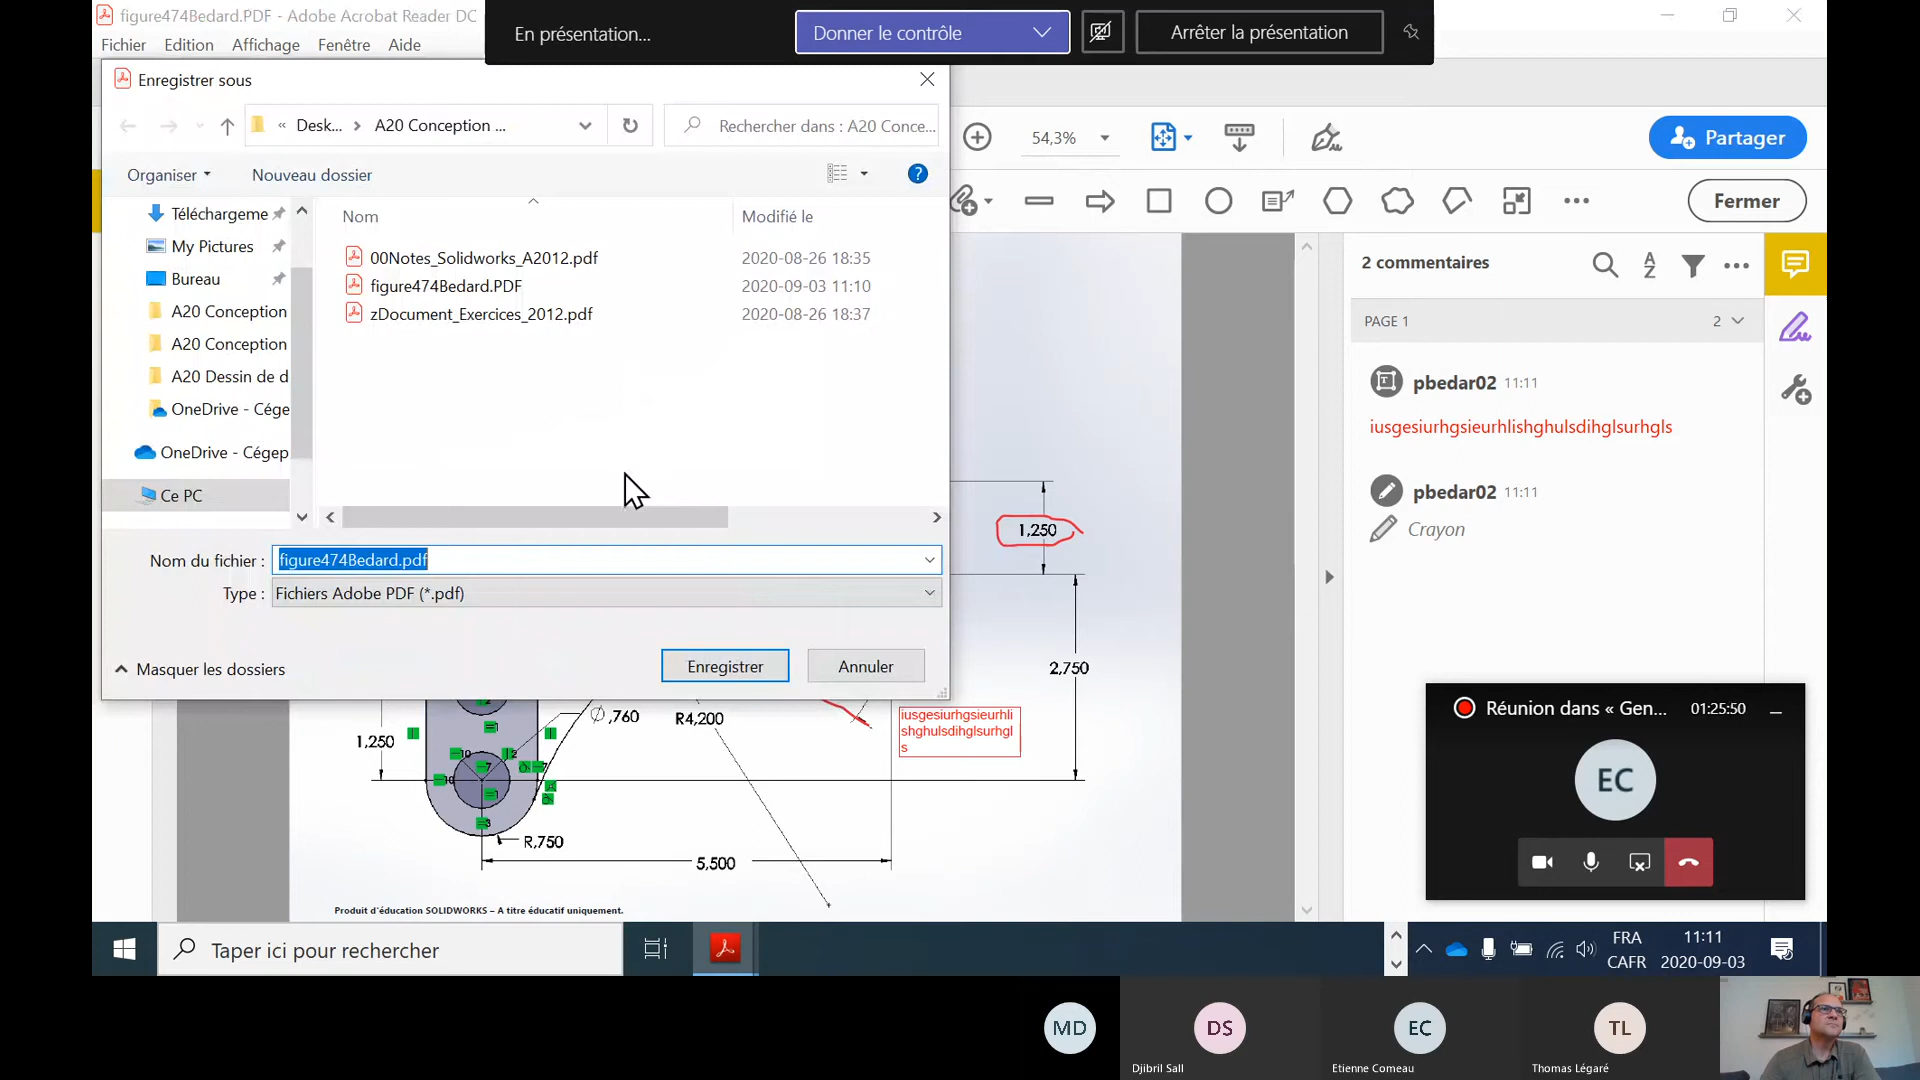 figure474Bedard.PDF - Adobe Acrobat Reader DC
Fichier Edition Affichage Fenêtre Aide
En présentation...
Donner le contrôle
Arrêter la présentation
Enregistrer sous
« Desk... > A20 Conception ...
Rechercher dans : A20 Conce...
54,3%
Partager
Organiser
Nouveau dossier
Fermer
Téléchargeme
My Pictures
Bureau
A20 Conception
A20 Conception
A20 Dessin de d
OneDrive - Cége
OneDrive - Cégep
Ce PC
Nom
Modifié le
00Notes_Solidworks_A2012.pdf 2020-08-26 18:35
figure474Bedard.PDF 2020-09-03 11:10
zDocument_Exercices_2012.pdf 2020-08-26 18:37
Nom du fichier : figure474Bedard.pdf
Type : Fichiers Adobe PDF (*.pdf)
Masquer les dossiers
Enregistrer
Annuler
2 commentaires
PAGE 1
2
pbedar02 11:11
iusgesiurhgsieurhlishghulsdihglsurhgls
pbedar02 11:11
Crayon
1,250
2,750
∅ ,760
R4,200
iusgesiurhgsieurhli
shghulsdihglsurhgl
s
1,250
R,750
5,500
Produit d'éducation SOLIDWORKS – A titre éducatif uniquement.
Réunion dans « Gen...
01:25:50
EC
Taper ici pour rechercher
FRA
CAFR
11:11
2020-09-03
MD
DS
Djibril Sall
EC
Etienne Comeau
TL
Thomas Légaré